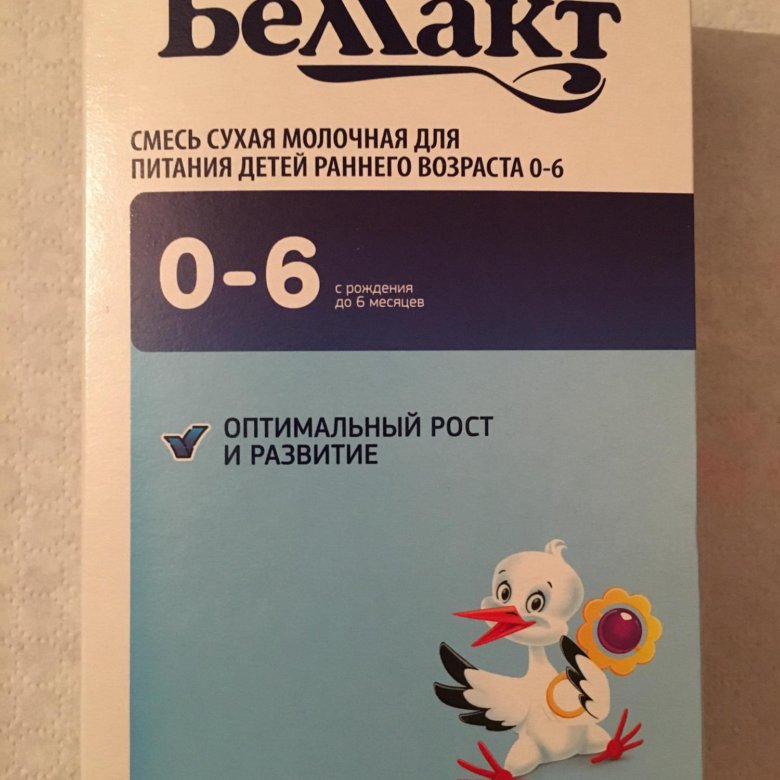 Беллакт
СМЕСЬ СУХАЯ МОЛОЧНАЯ ДЛЯ
ПИТАНИЯ ДЕТЕЙ РАННЕГО ВОЗРАСТА 0-6
0-6
с рождения
до 6 месяцев
ОПТИМАЛЬНЫЙ РОСТ
И РАЗВИТИЕ